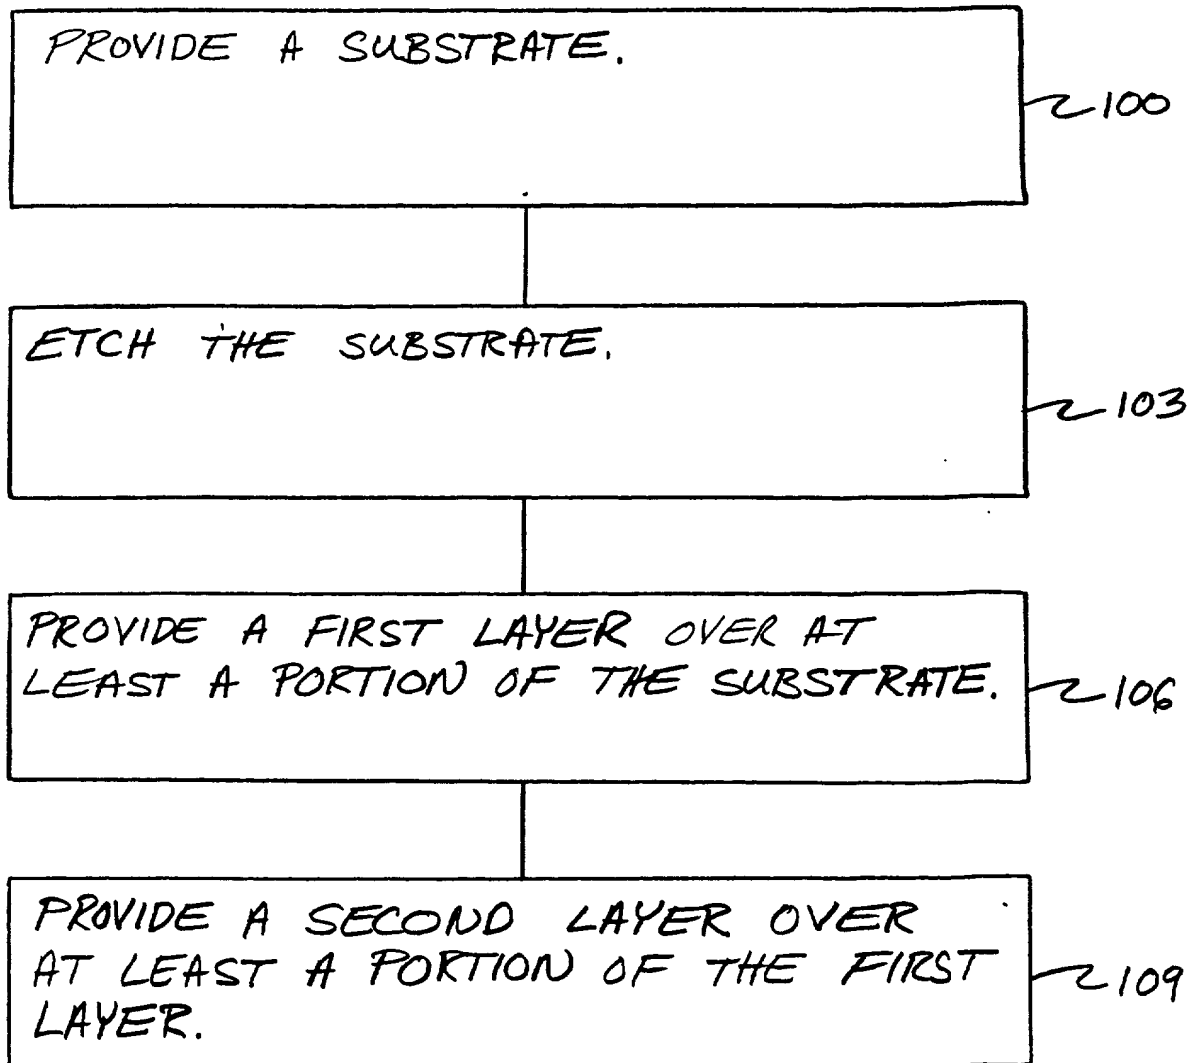 PROVIDE A SUBSTRATE.
100
ETCH THE SUBSTRATE.
103
PROVIDE A FIRST LAYER OVER AT
LEAST A PORTION OF THE SUBSTRATE.
106
PROVIDE A SECOND LAYER OVER
AT LEAST A PORTION OF THE FIRST
LAYER.
109